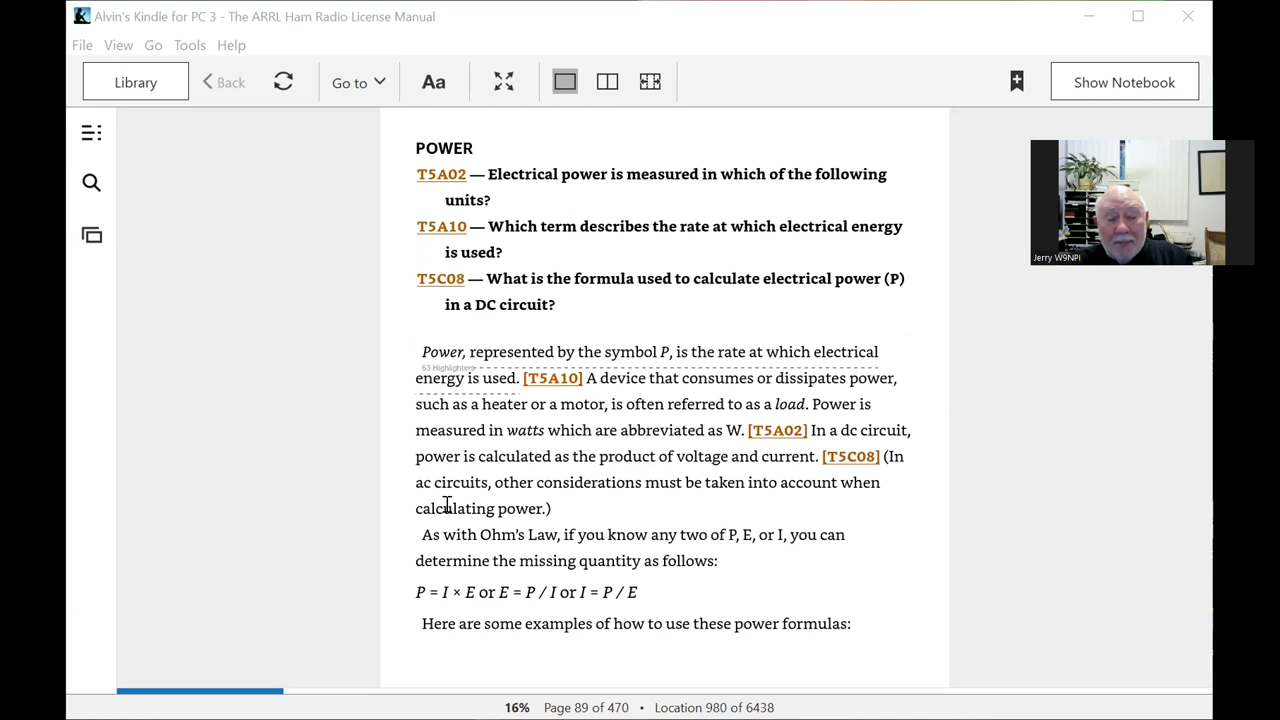 Alvin's Kindle for PC 3 - The ARRL Ham Radio License Manual
File View Go Tools Help
Library Back Go to Aa Show Notebook
POWER
T5A02 — Electrical power is measured in which of the following
units?
T5A10 — Which term describes the rate at which electrical energy
is used?
T5C08 — What is the formula used to calculate electrical power (P)
in a DC circuit?
Jerry W9NPI
Power, represented by the symbol P, is the rate at which electrical
63 Highlighters
energy is used. [T5A10] A device that consumes or dissipates power,
such as a heater or a motor, is often referred to as a load. Power is
measured in watts which are abbreviated as W. [T5A02] In a dc circuit,
power is calculated as the product of voltage and current. [T5C08] (In
ac circuits, other considerations must be taken into account when
calculating power.)
As with Ohm's Law, if you know any two of P, E, or I, you can
determine the missing quantity as follows:
P = I × E or E = P / I or I = P / E
Here are some examples of how to use these power formulas:
16% Page 89 of 470 • Location 980 of 6438